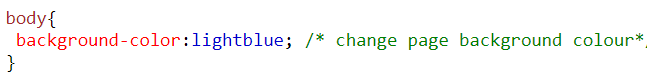 body{
background-color:lightblue; /* change page background colour*/
}